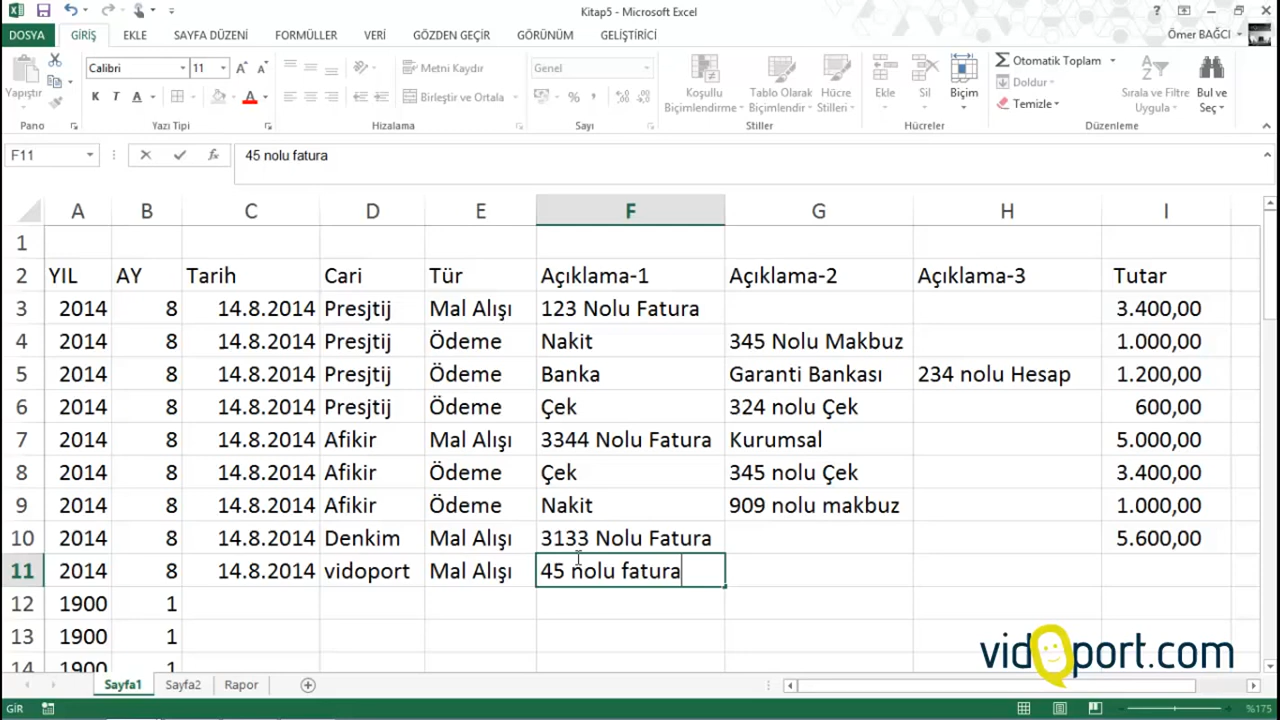 Kitap5 - Microsoft Excel
DOSYA GİRİŞ EKLE SAYFA DÜZENİ FORMÜLLER VERİ GÖZDEN GEÇİR GÖRÜNÜM GELİŞTİRİCİ Ömer BAĞCI
Yapıştır Calibri 11 Metni Kaydır Genel Koşullu Biçimlendirme Tablo Olarak Biçimlendir Hücre Stilleri Ekle Sil Biçim Otomatik Toplam
K T A Birleştir ve Ortala % Doldur
Temizle Sırala ve Filtre Uygula Bul ve Seç
Pano Yazı Tipi Hizalama Sayı Stiller Hücreler Düzenleme
F11 fx 45 nolu fatura
A B C D E F G H I
1
2 YIL AY Tarih Cari Tür Açıklama-1 Açıklama-2 Açıklama-3 Tutar
3 2014 8 14.8.2014 Presjtij Mal Alışı 123 Nolu Fatura 3.400,00
4 2014 8 14.8.2014 Presjtij Ödeme Nakit 345 Nolu Makbuz 1.000,00
5 2014 8 14.8.2014 Presjtij Ödeme Banka Garanti Bankası 234 nolu Hesap 1.200,00
6 2014 8 14.8.2014 Presjtij Ödeme Çek 324 nolu Çek 600,00
7 2014 8 14.8.2014 Afikir Mal Alışı 3344 Nolu Fatura Kurumsal 5.000,00
8 2014 8 14.8.2014 Afikir Ödeme Çek 345 nolu Çek 3.400,00
9 2014 8 14.8.2014 Afikir Ödeme Nakit 909 nolu makbuz 1.000,00
10 2014 8 14.8.2014 Denkim Mal Alışı 3133 Nolu Fatura 5.600,00
11 2014 8 14.8.2014 vidoport Mal Alışı 45 nolu fatura
12 1900 1
13 1900 1
14 1900 1
vidoport.com
Sayfa1 Sayfa2 Rapor
GİR %175